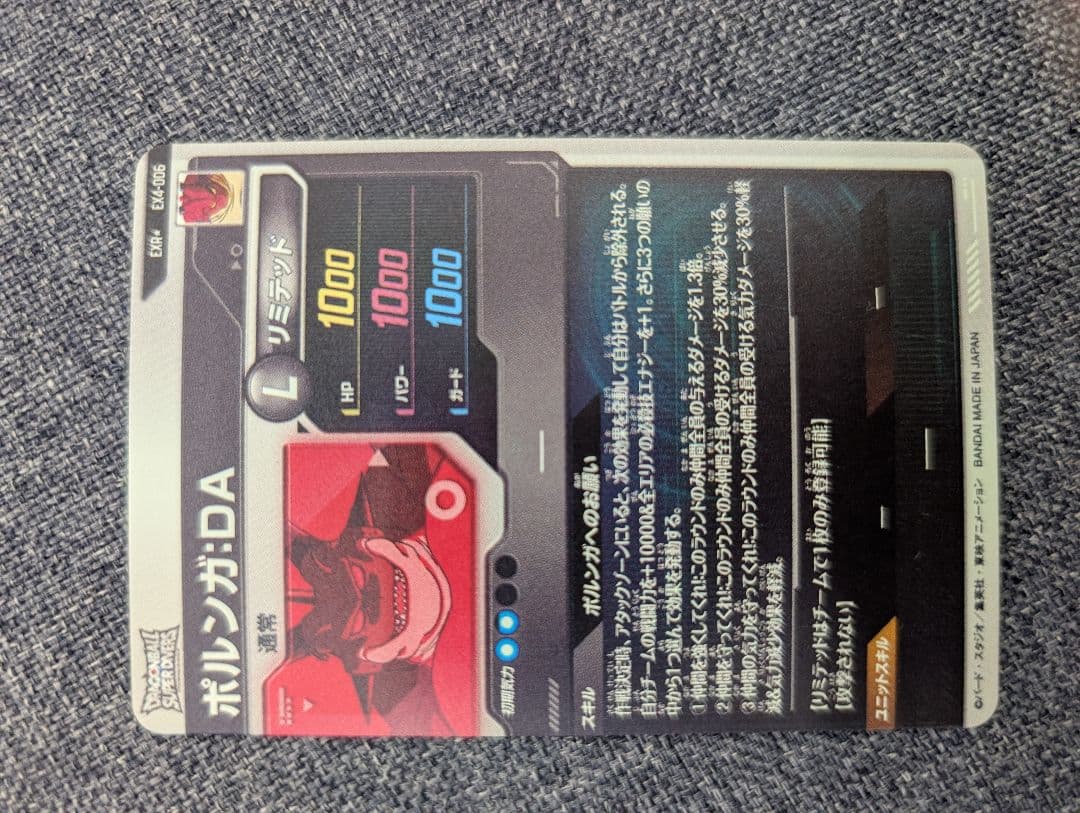 EXR★ EX4-006
DRAGONBALL
SUPER DIVERS
ポルンガ:DA
通常
L リミテッド
HP 1000
パワー 1000
ガード 1000
初期気力
スキル
ポルンガへのお願い
作戦決定時、アタックゾーンにいると、次の効果を発動して自分はバトルから除外される。
自分チームの戦闘力を+10000&全エリアの必殺技エナジーを+1。さらに3つの願いの
中から1つ選んで効果を発動する。
①仲間を強くしてくれ!:このラウンドのみ仲間全員の与えるダメージを1.3倍。
②仲間を守ってくれ!:このラウンドのみ仲間全員の受けるダメージを30%減少させる。
③仲間の気力を守ってくれ!:このラウンドのみ仲間全員の受ける気力ダメージを30%軽
減&気力減少効果を軽減。
[リミテッドはチームで1枚のみ登録可能]
[攻撃されない]
ユニットスキル
—
©バード・スタジオ/集英社・東映アニメーション BANDAI MADE IN JAPAN